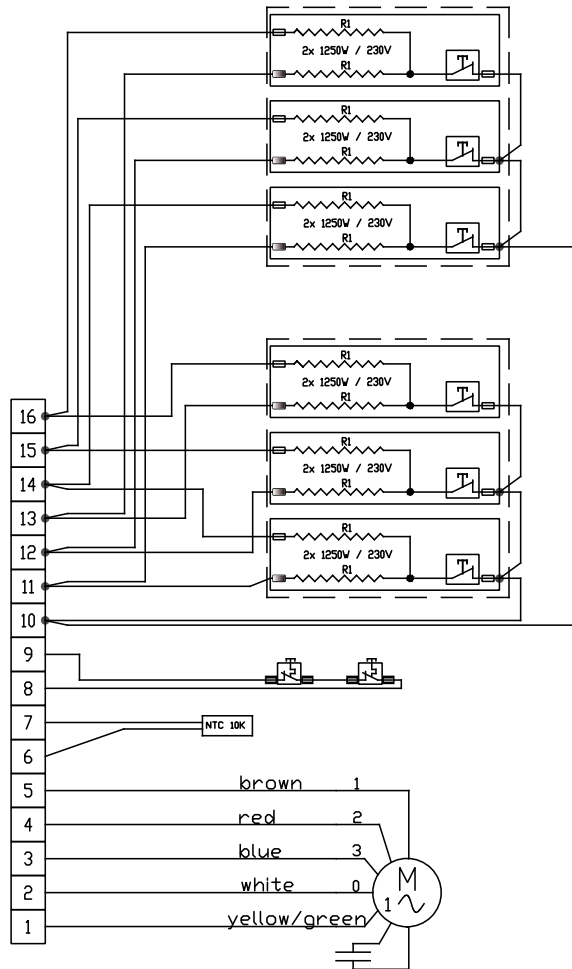 R1
2x 1250W / 230V
R1
R1
2x 1250W / 230V
R1
R1
2x 1250W / 230V
R1
R1
2x 1250W / 230V
R1
R1
2x 1250W / 230V
R1
R1
2x 1250W / 230V
R1
16
15
14
13
12
11
10
9
8
7
NTC 10K
6
5 brown 1
4 red 2
3 blue 3
M
2 white 0
1
1 yellow/green